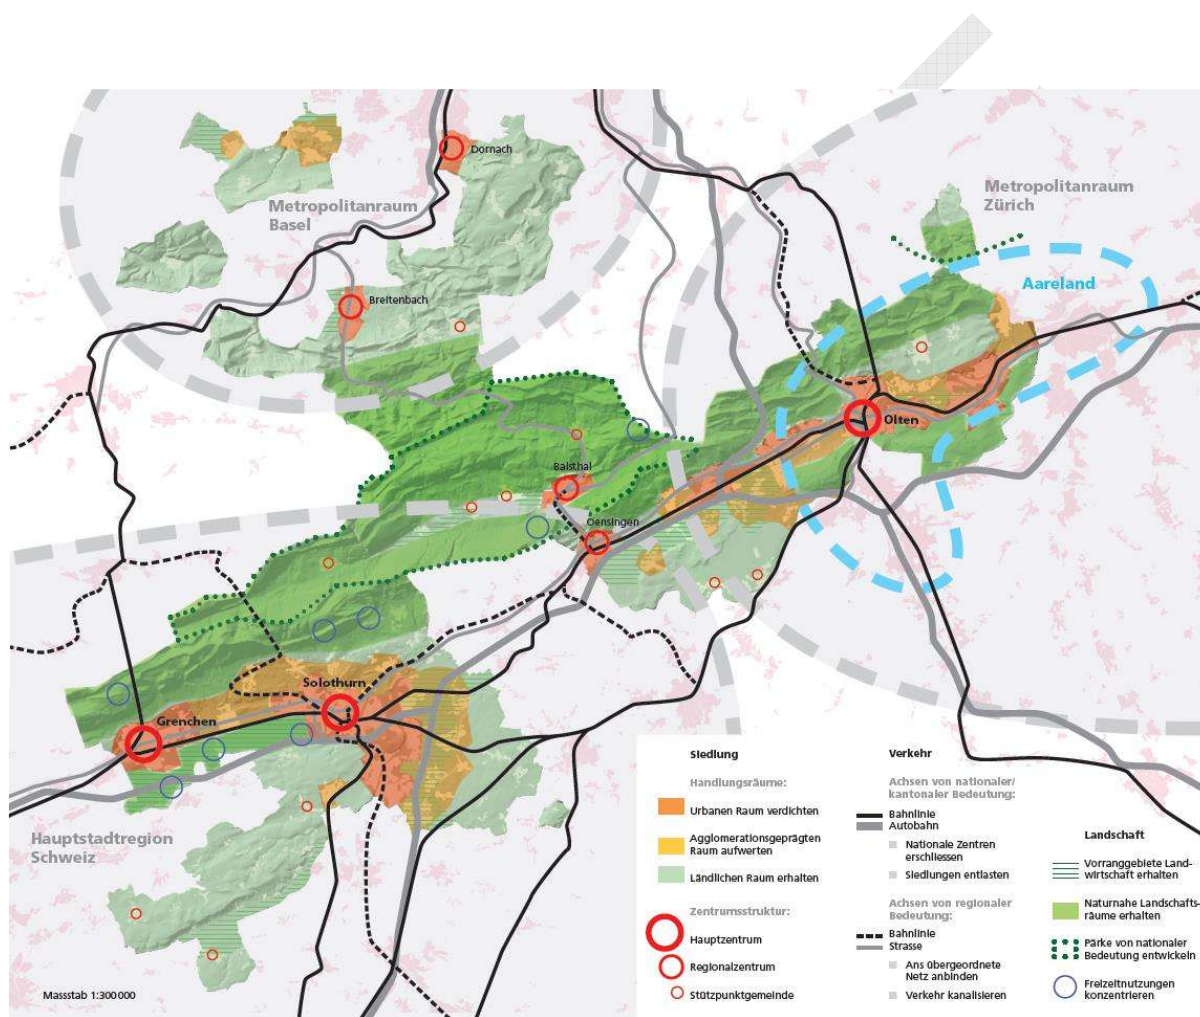 Dornach
Metropolitanraum
Basel
Metropolitanraum
Zürich
Aareland
Breitenbach
Olten
Balsthal
Oensingen
Solothurn
Grenchen
Hauptstadtregion
Schweiz
Massstab 1:300 000
Siedlung
Handlungsräume:
Urbanen Raum verdichten
Agglomerationsgeprägten
Raum aufwerten
Ländlichen Raum erhalten
Zentrumsstruktur:
Hauptzentrum
Regionalzentrum
Stützpunktgemeinde
Verkehr
Achsen von nationaler/
kantonaler Bedeutung:
Bahnlinie
Autobahn
Nationale Zentren
erschliessen
Siedlungen entlasten
Achsen von regionaler
Bedeutung:
Bahnlinie
Strasse
Ans übergeordnete
Netz anbinden
Verkehr kanalisieren
Landschaft
Vorranggebiete Land-
wirtschaft erhalten
Naturnahe Landschafts-
räume erhalten
Pärke von nationaler
Bedeutung entwickeln
Freizeitnutzungen
konzentrieren